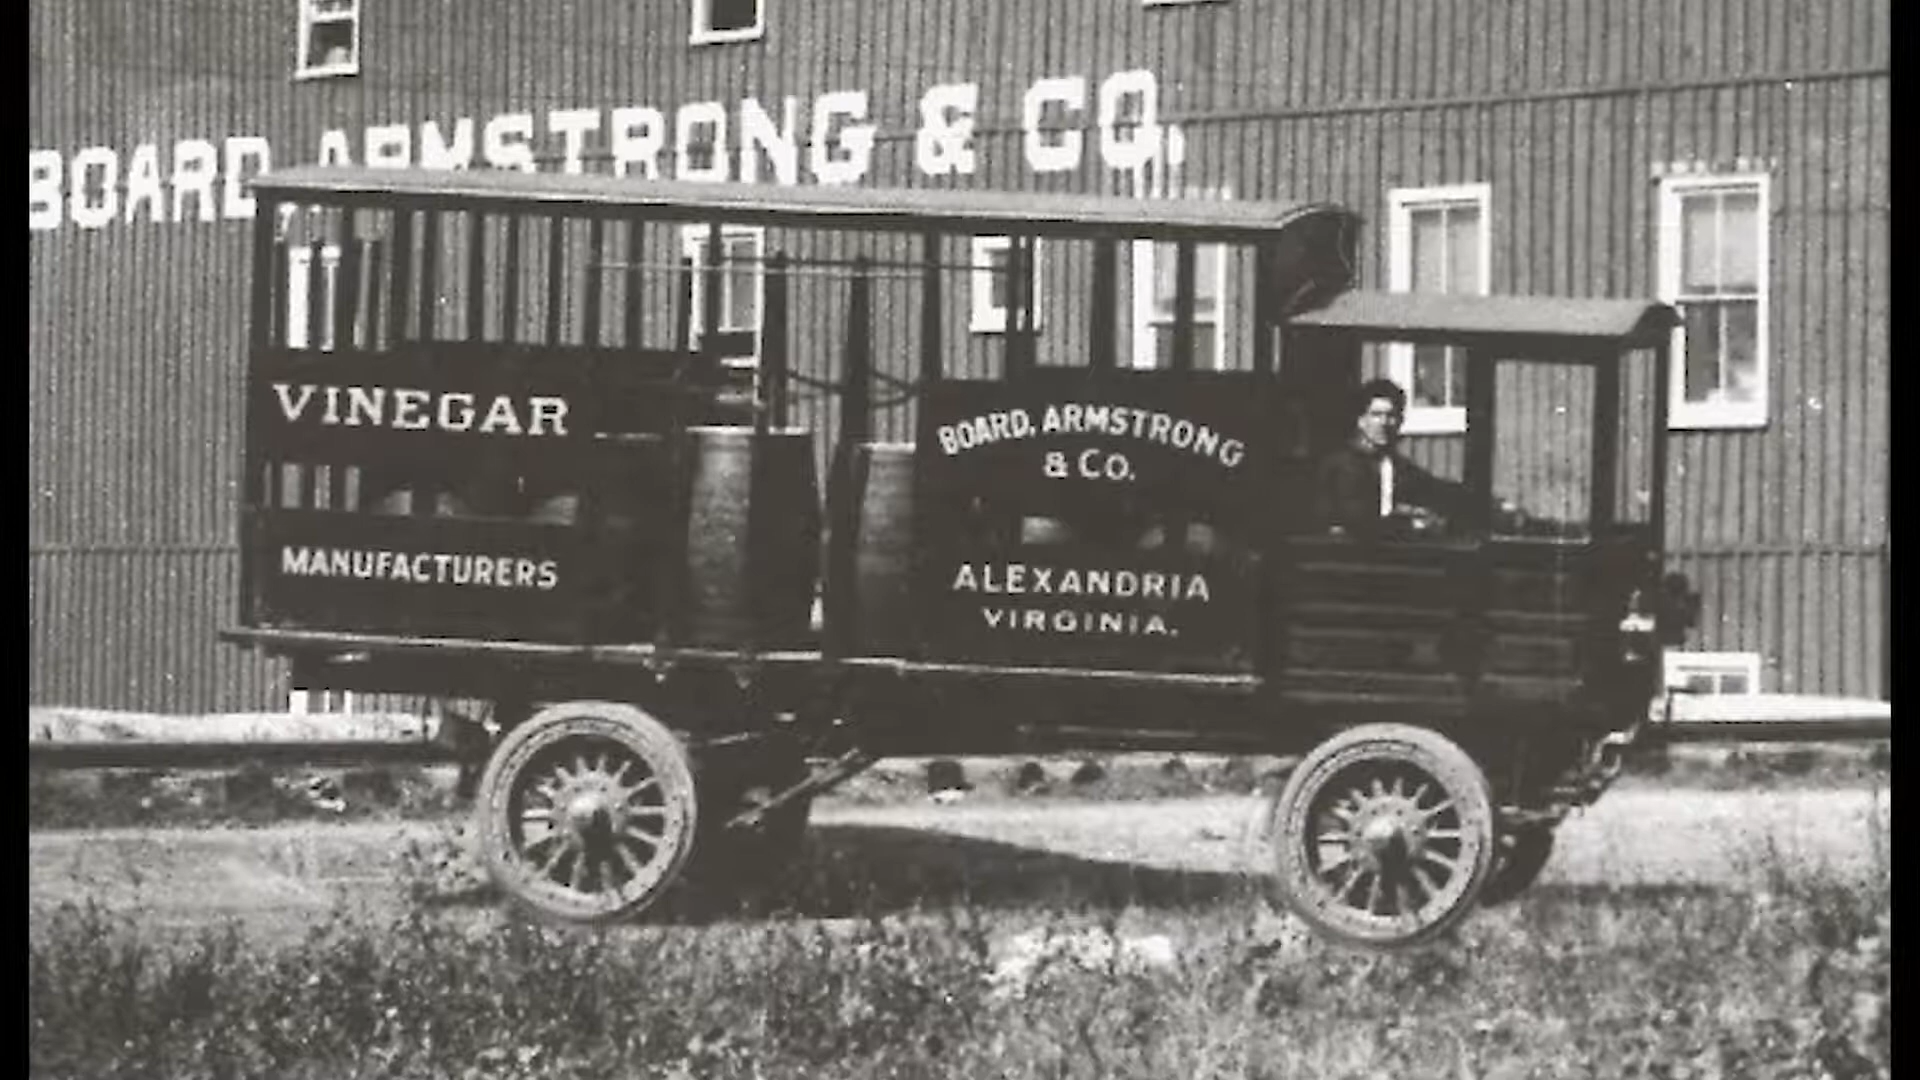 BOARD ARMSTRONG & CO.
VINEGAR
MANUFACTURERS
BOARD, ARMSTRONG
& CO.
ALEXANDRIA
VIRGINIA.